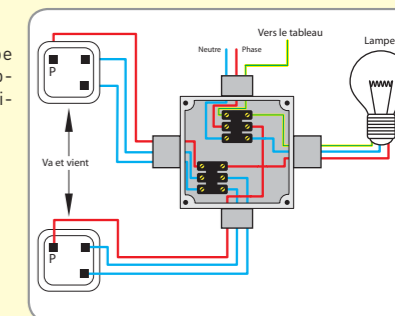 Vers le tableau
Neutre
Phase
Lampe
P
Va et vient
P